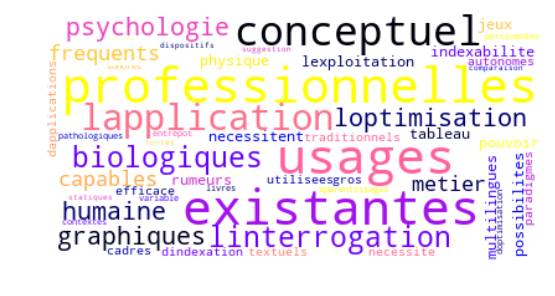 psychologie conceptuel jeux
pertinentes
dispositifs
suggestion
frequents physique lexploitation indexabilite
autonomes
comparaison
dapplications professionnelles
lapplication loptimisation
pathologiques entrepot necessitent traditionnels tableau pouvoir
fortes
biologiques usages
capables rumeurs utiliseesgros metier
efficace livres apprentissages
statiques variable
humaine existantes
contextes
graphiques linterrogation
cadres dindexation textuels necessite
multilingues
doptimisation
possibilites
paradigmes